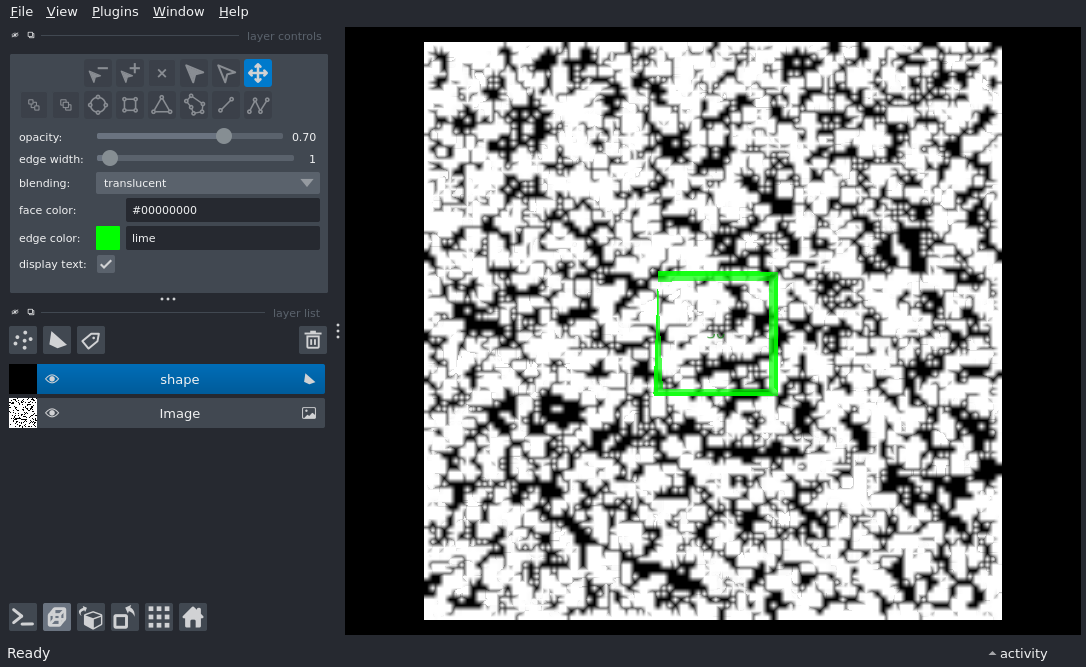 File View Plugins Window Help
layer controls
opacity: 0.70
edge width: 1
blending: translucent
face color: #00000000
edge color: lime
display text:
layer list
shape
Image
Ready
activity